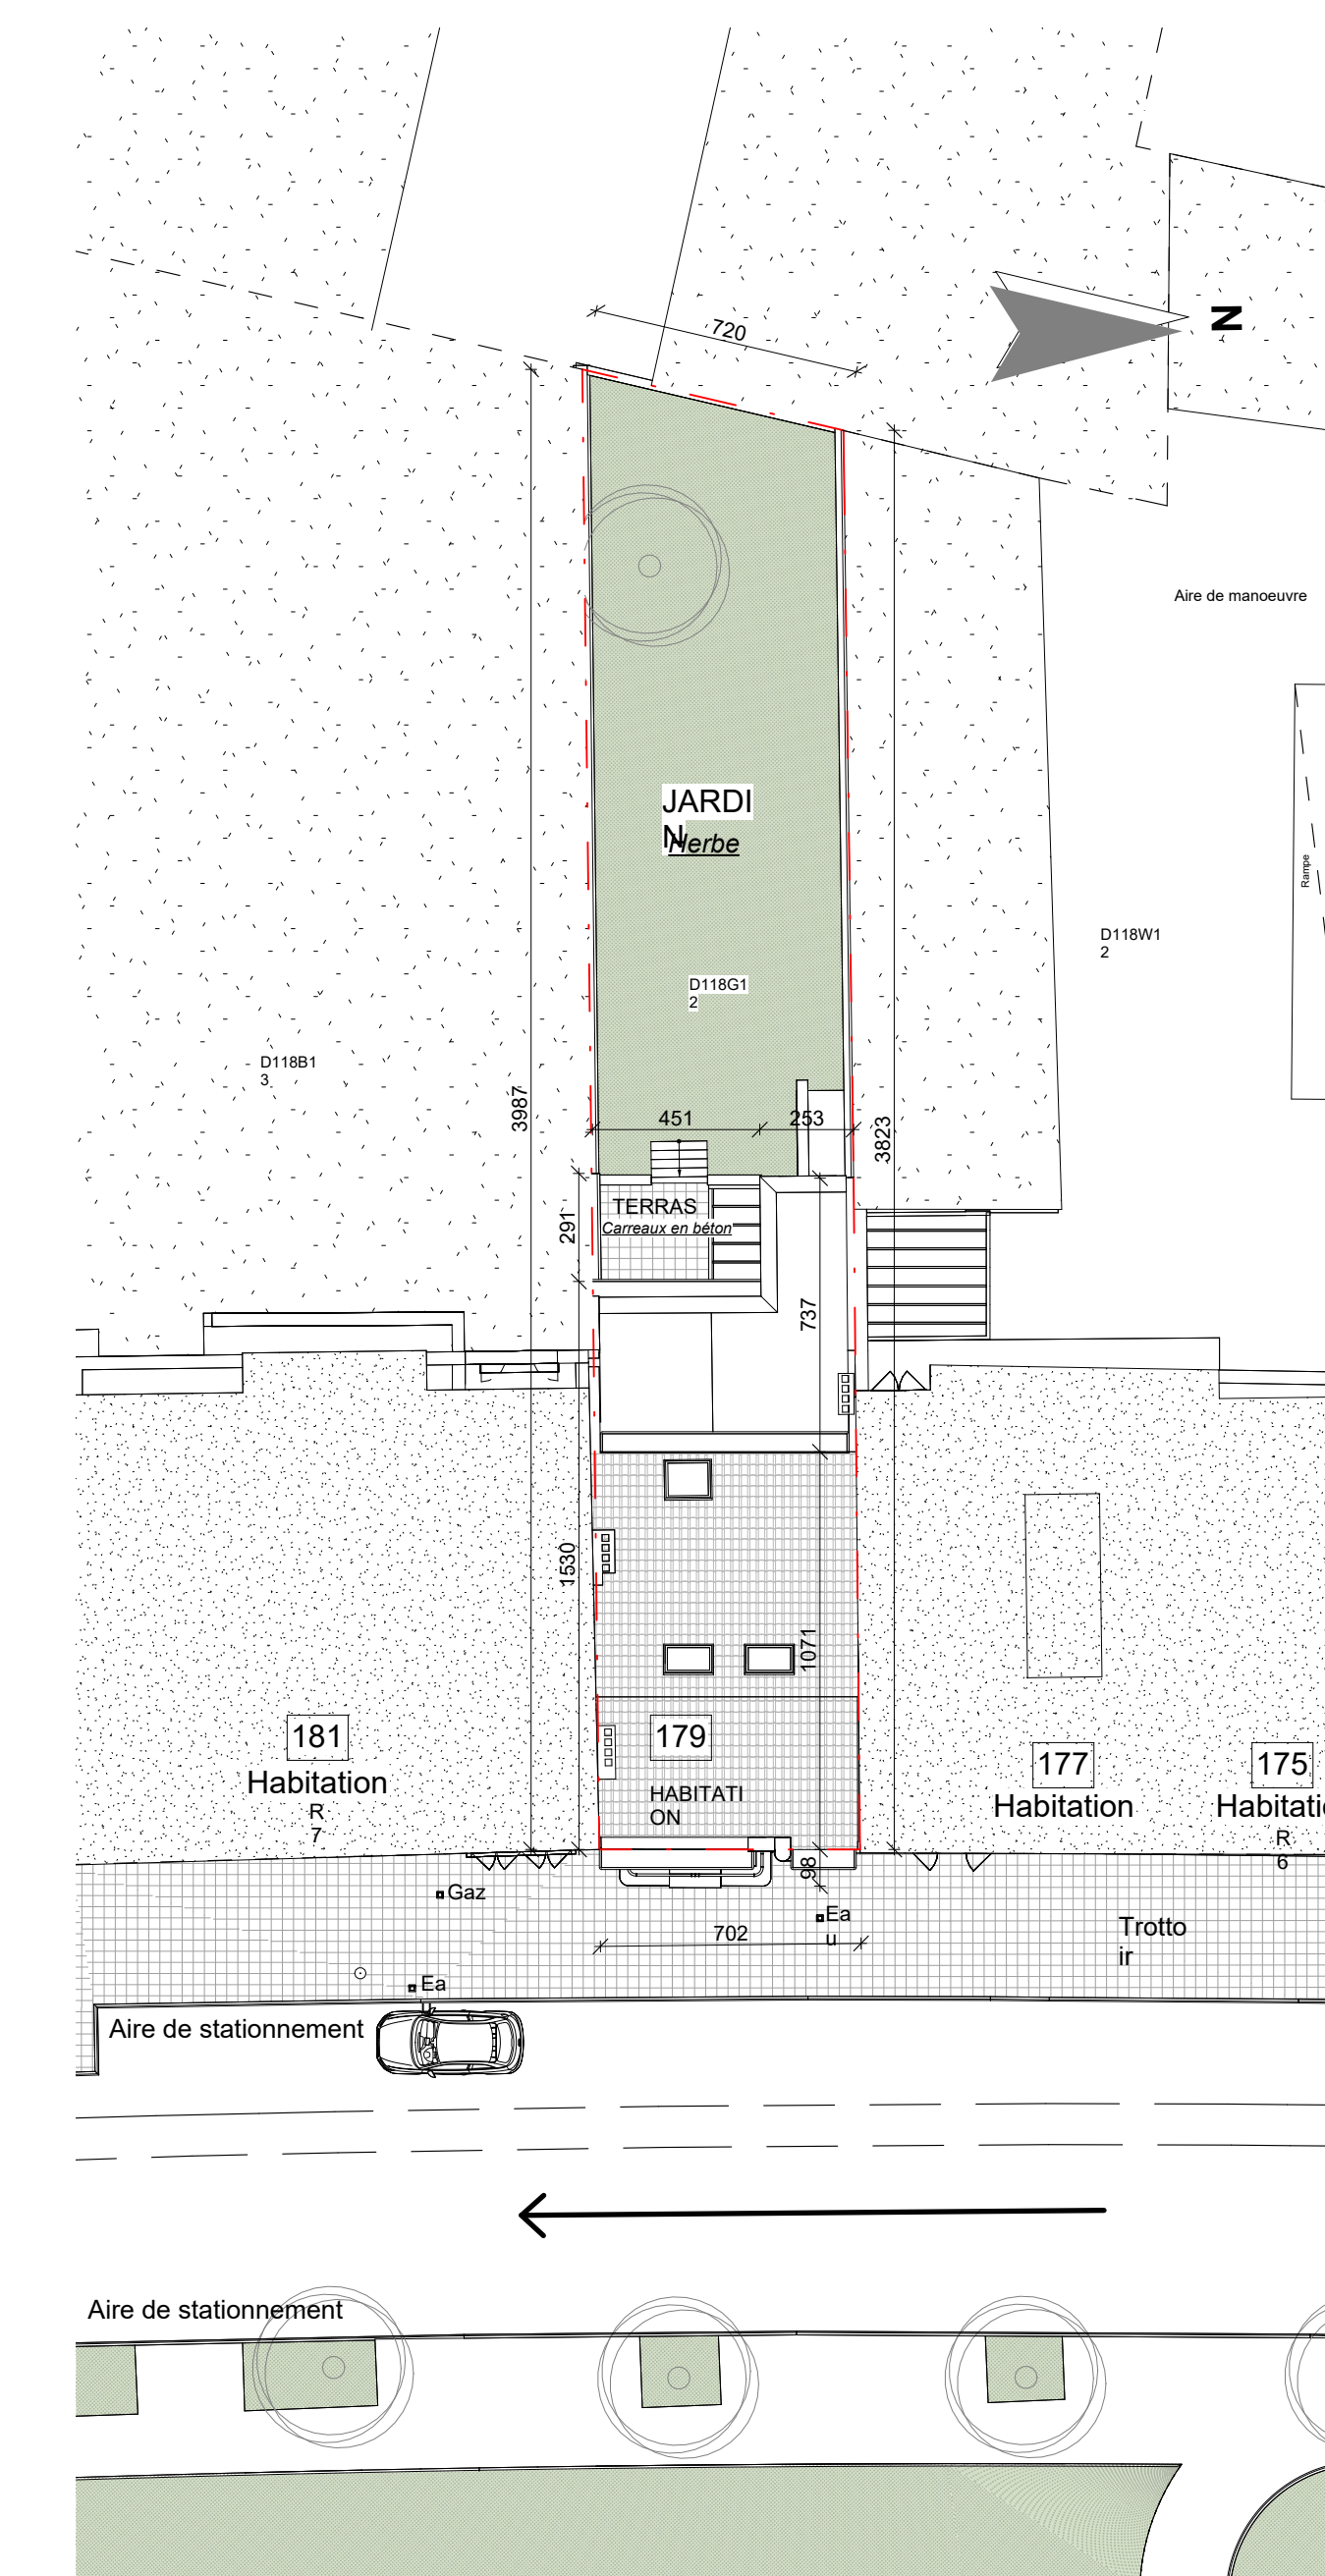 720
N
Aire de manoeuvre
JARDI
N
Herbe
Rampe
D118W1
2
D118G1
2
D118B1
3
3987
451
253
3823
TERRAS
Carreaux en béton
291
737
1530
1071
181
Habitation
R
7
179
HABITATI
ON
177
Habitation
175
Habitati
R
6
98
Gaz
Ea
u
702
Trotto
ir
Ea
u
Aire de stationnement
Aire de stationnement